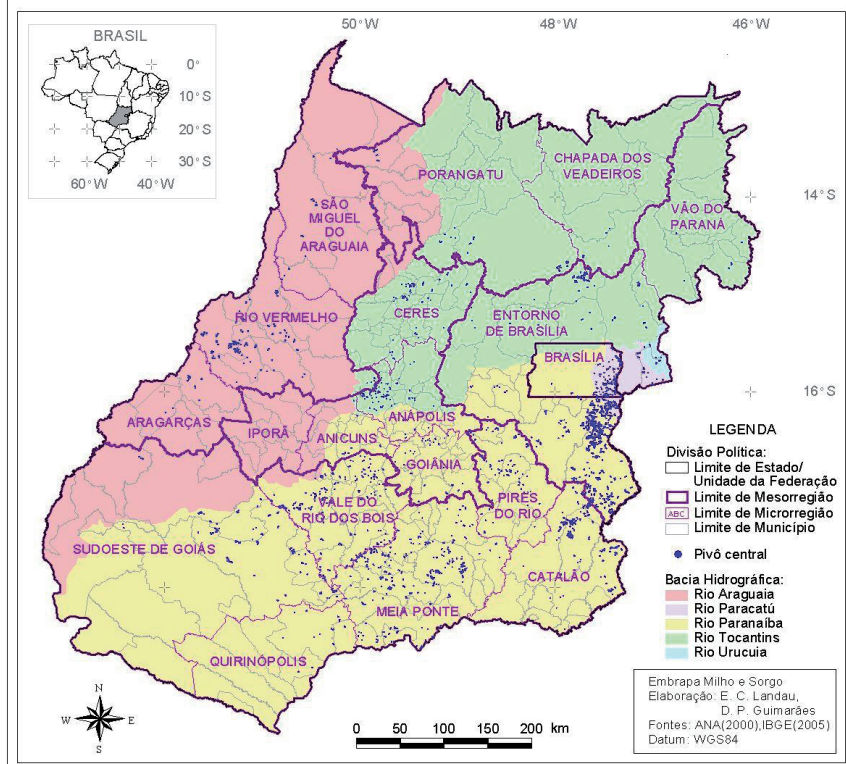 50°W 48°W 46°W
BRASIL
0°
10°S
20°S
30°S
60°W 40°W
14°S
16°S
PORANGATU
CHAPADA DOS
VEADEIROS
SÃO
MIGUEL
DO
ARAGUAIA
VÃO DO
PARANÃ
RIO VERMELHO
CERES
ENTORNO
DE BRASÍLIA
BRASÍLIA
ARAGARÇAS
IPORÃ
ANICUNS
ANÁPOLIS
GOIÂNIA
VALE DO
RIO DOS BOIS
PIRES
DO RIO
SUDOESTE DE GOIÁS
CATALÃO
MEIA PONTE
QUIRINÓPOLIS
LEGENDA
Divisão Política:
Limite de Estado/
Unidade da Federação
Limite de Mesorregião
ABC Limite de Microrregião
Limite de Município
Pivô central
Bacia Hidrográfica:
Rio Araguaia
Rio Paracatú
Rio Paranaíba
Rio Tocantins
Rio Urucuia
Embrapa Milho e Sorgo
Elaboração: E. C. Landau,
D. P. Guimarães
Fontes: ANA(2000),IBGE(2005)
Datum: WGS84
N
W E
S
0 50 100 150 200 km